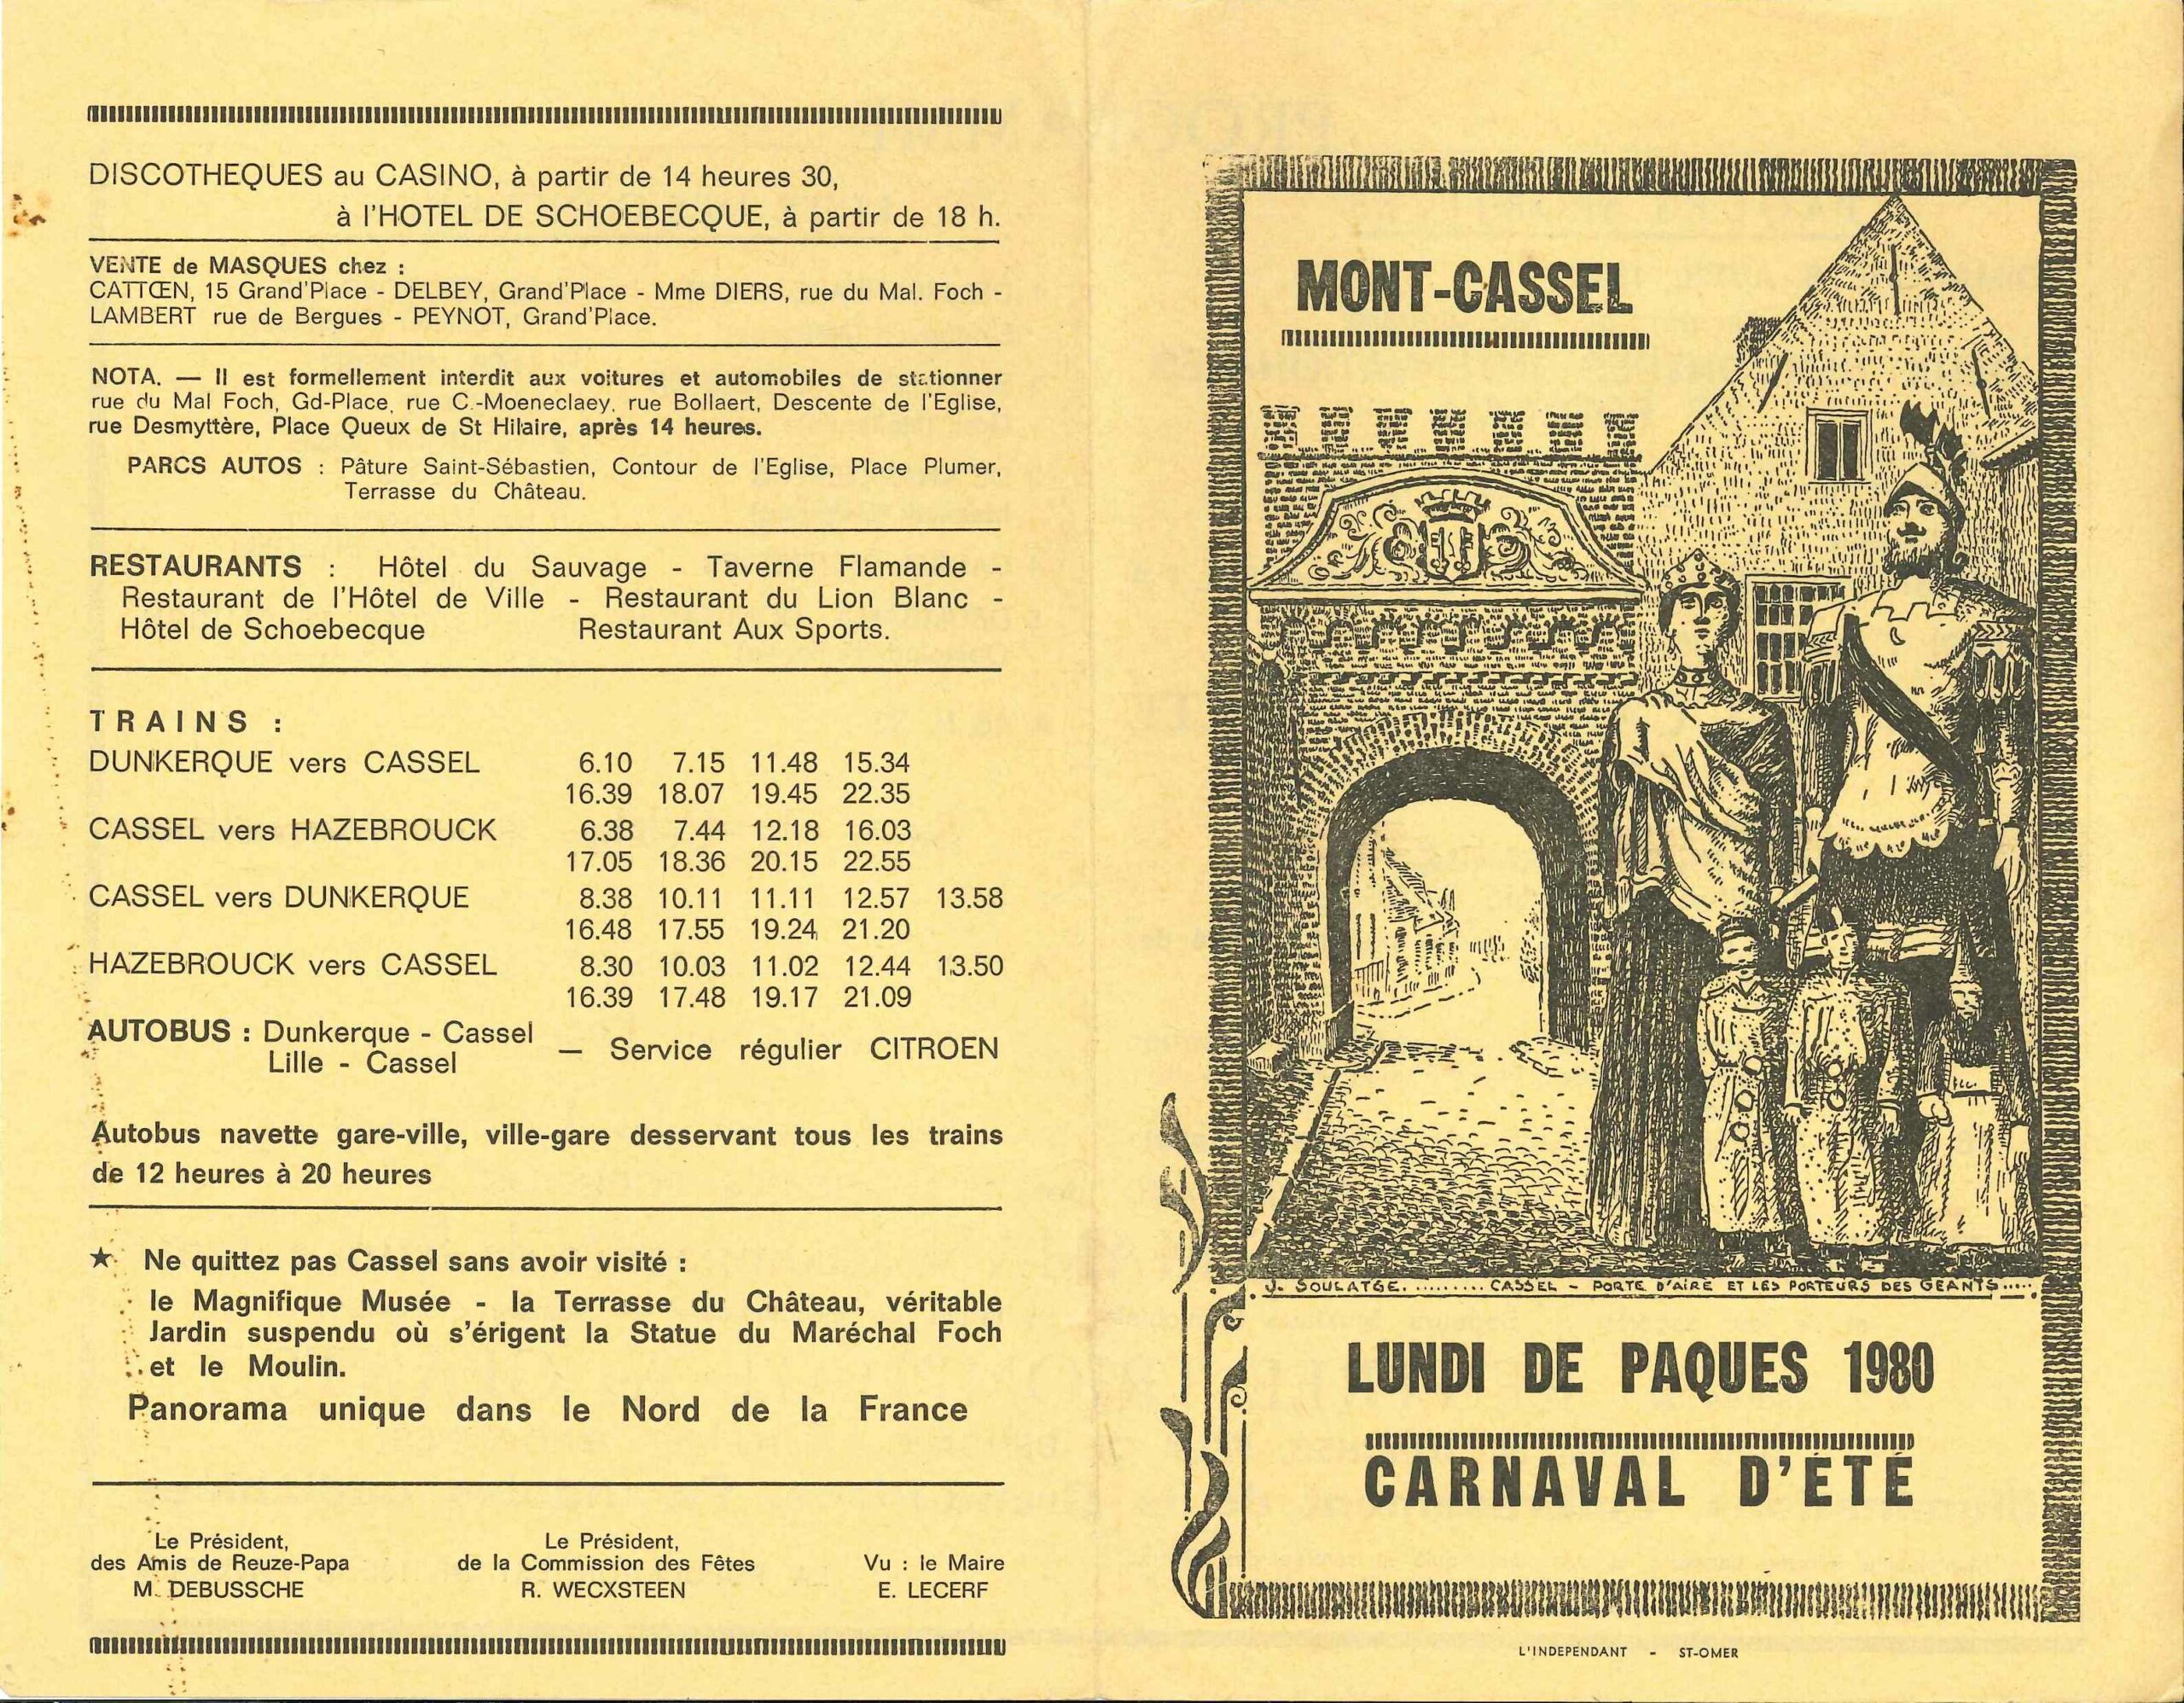 DISCOTHEQUES au CASINO, à partir de 14 heures 30,
à l'HOTEL DE SCHOEBECQUE, à partir de 18 h.
VENTE de MASQUES chez :
CATTŒN, 15 Grand'Place - DELBEY, Grand'Place - Mme DIERS, rue du Mal. Foch -
LAMBERT rue de Bergues - PEYNOT, Grand'Place.
NOTA. — Il est formellement interdit aux voitures et automobiles de stationner
rue du Mal Foch, Gd-Place, rue C.-Moeneclaey, rue Bollaert, Descente de l'Eglise,
rue Desmyttère, Place Queux de St Hilaire, après 14 heures.
PARCS AUTOS : Pâture Saint-Sébastien, Contour de l'Eglise, Place Plumer,
Terrasse du Château.
RESTAURANTS : Hôtel du Sauvage - Taverne Flamande -
Restaurant de l'Hôtel de Ville - Restaurant du Lion Blanc -
Hôtel de Schoebecque Restaurant Aux Sports.
TRAINS :
DUNKERQUE vers CASSEL 6.10 7.15 11.48 15.34
16.39 18.07 19.45 22.35
CASSEL vers HAZEBROUCK 6.38 7.44 12.18 16.03
17.05 18.36 20.15 22.55
CASSEL vers DUNKERQUE 8.38 10.11 11.11 12.57 13.58
16.48 17.55 19.24 21.20
HAZEBROUCK vers CASSEL 8.30 10.03 11.02 12.44 13.50
16.39 17.48 19.17 21.09
AUTOBUS : Dunkerque - Cassel
Lille - Cassel
— Service régulier CITROEN
Autobus navette gare-ville, ville-gare desservant tous les trains
de 12 heures à 20 heures
★ Ne quittez pas Cassel sans avoir visité :
le Magnifique Musée - la Terrasse du Château, véritable
Jardin suspendu où s'érigent la Statue du Maréchal Foch
et le Moulin.
Panorama unique dans le Nord de la France
Le Président,
des Amis de Reuze-Papa
M. DEBUSSCHE
Le Président,
de la Commission des Fêtes
R. WECXSTEEN
Vu : le Maire
E. LECERF
MONT-CASSEL
J. SOULATGE. ......... CASSEL - PORTE D'AIRE ET LES PORTEURS DES GEANTS.....
LUNDI DE PAQUES 1980
CARNAVAL D'ÉTÉ
L'INDEPENDANT - ST-OMER